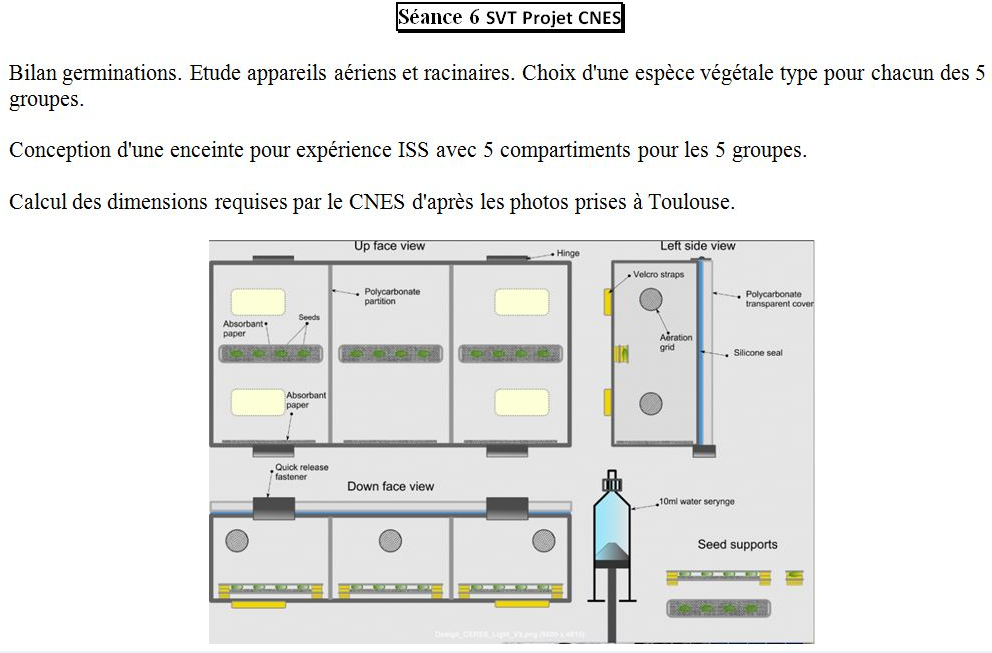 Séance 6 SVT Projet CNES
Bilan germinations. Etude appareils aériens et racinaires. Choix d'une espèce végétale type pour chacun des 5
groupes.
Conception d'une enceinte pour expérience ISS avec 5 compartiments pour les 5 groupes.
Calcul des dimensions requises par le CNES d'après les photos prises à Toulouse.
Up face view
Left side view
Hinge
Velcro straps
Polycarbonate
partition
Polycarbonate
transparent cover
Absorbant
paper
Seeds
Aeration
grid
Silicone seal
Absorbant
paper
Quick release
fastener
Down face view
10ml water serynge
Seed supports